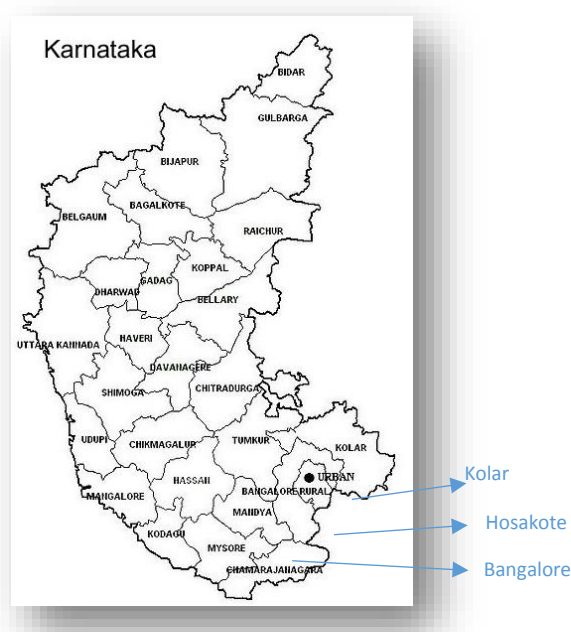 Karnataka
BIDAR
GULBARGA
BIJAPUR
BAGALKOTE
BELGAUM
RAICHUR
KOPPAL
GADAG
DHARWAD
BELLARY
HAVERI
UTTARA KANNADA
DAVANAGERE
CHITRADURGA
SHIMOGA
UDUPI
CHIKMAGALUR
TUMKUR
KOLAR
Kolar
URBAN
HASSAN
BANGALORE RURAL
MANGALORE
MANDYA
Hosakote
KODAGU
MYSORE
CHAMARAJANAGARA
Bangalore